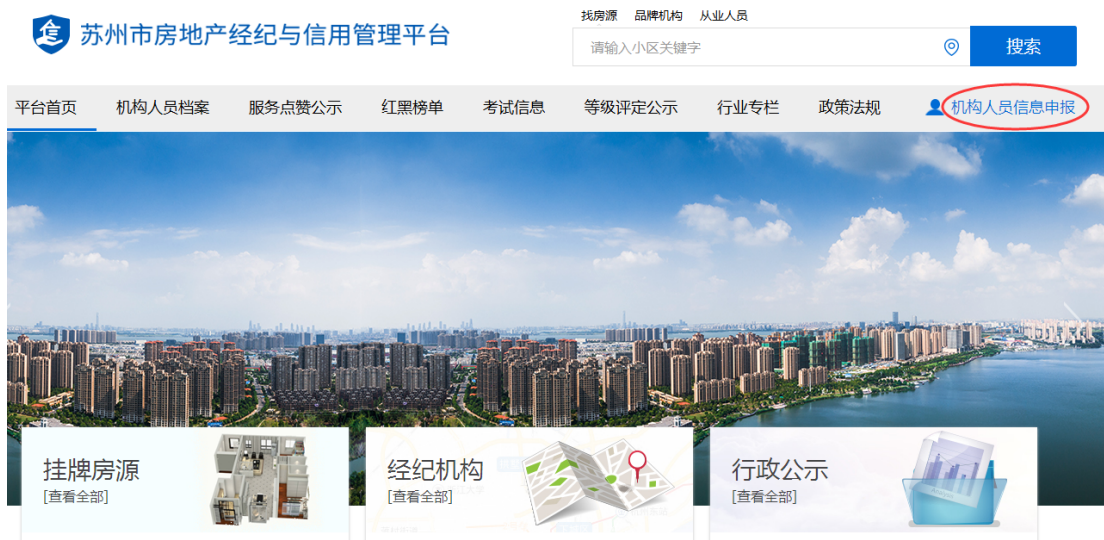 找房源 品牌机构 从业人员
苏州市房地产经纪与信用管理平台
请输入小区关键字 搜索
平台首页 机构人员档案 服务点赞公示 红黑榜单 考试信息 等级评定公示 行业专栏 政策法规 机构人员信息申报
挂牌房源 经纪机构 行政公示
[查看全部] [查看全部] [查看全部]